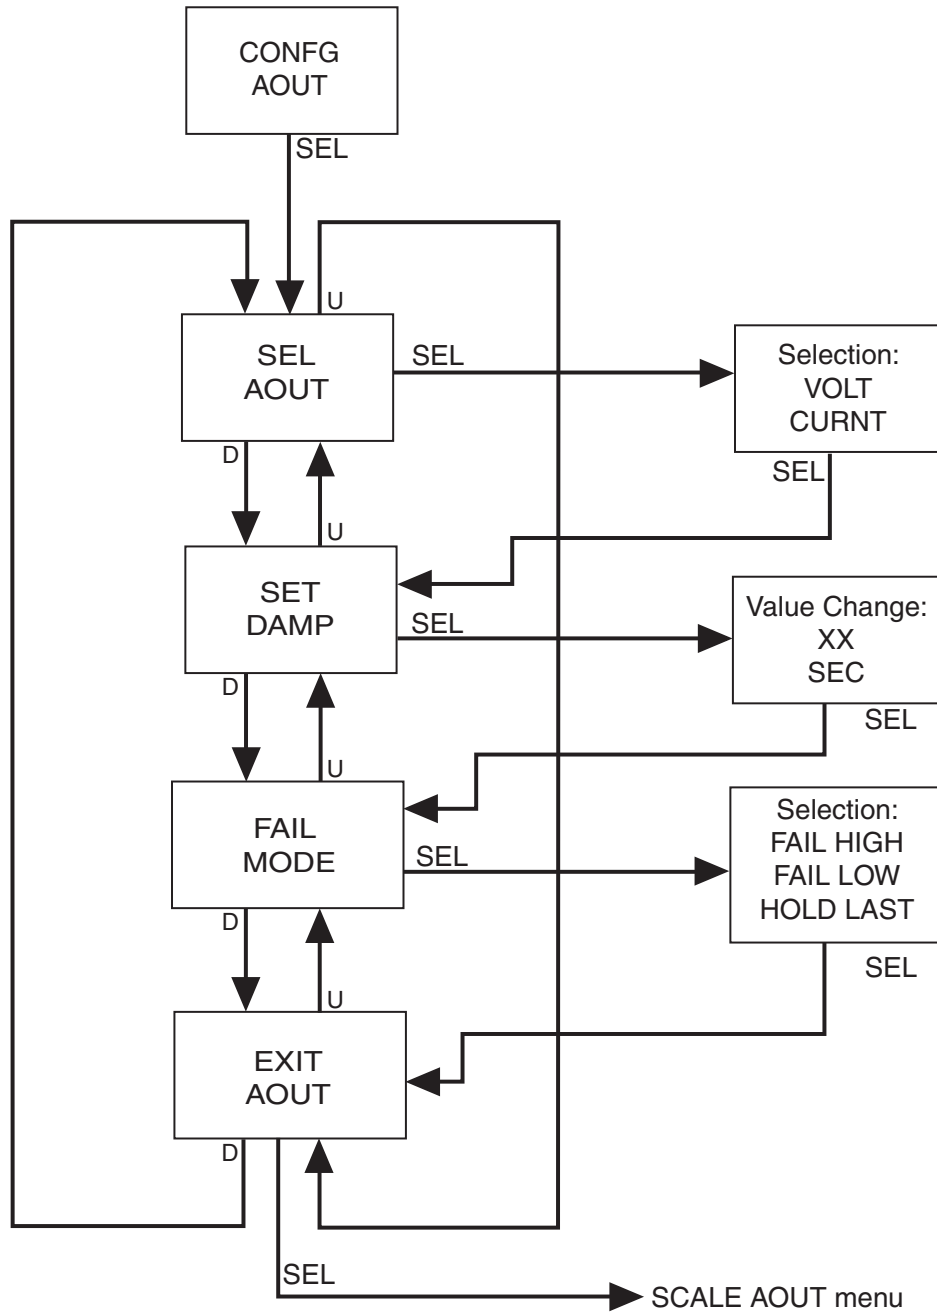 CONFG
AOUT
SEL
U
SEL
AOUT
SEL
Selection:
VOLT
CURNT
SEL
D
U
SET
DAMP
SEL
Value Change:
XX
SEC
SEL
D
U
FAIL
MODE
SEL
Selection:
FAIL HIGH
FAIL LOW
HOLD LAST
SEL
D
U
EXIT
AOUT
D
SEL
SCALE AOUT menu